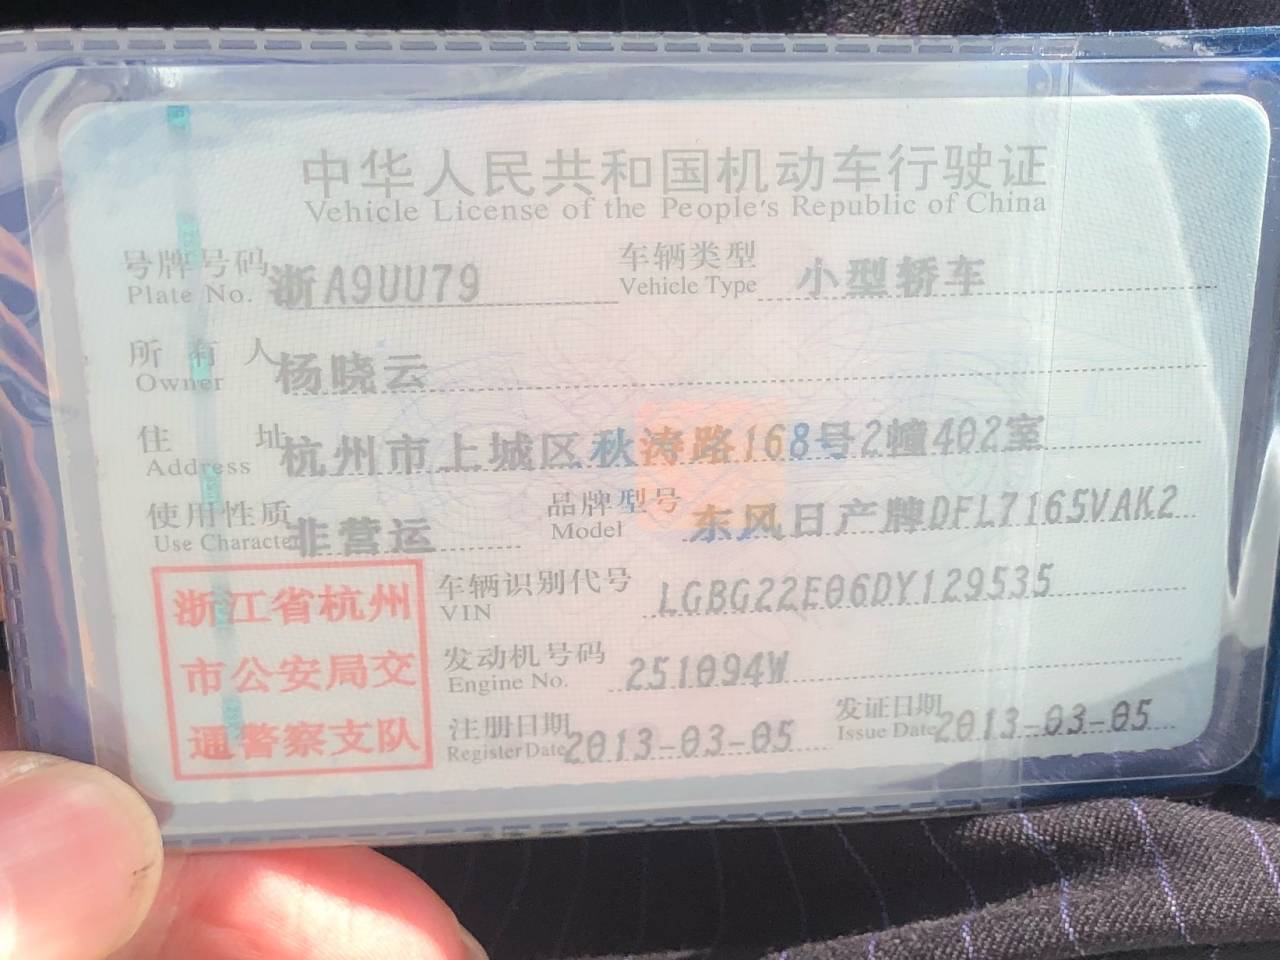 中华人民共和国机动车行驶证
Vehicle License of the People's Republic of China
号牌号码 浙A9UU79 车辆类型 小型轿车
Plate No. Vehicle Type
所有人 杨晓云
Owner
住址 杭州市上城区秋涛路168号2幢402室
Address
使用性质 非营运 品牌型号 东风日产牌DFL7165VAK2
Use Character Model
浙江省杭州
市公安局交
通警察支队
车辆识别代号 LGBG22E06DY129535
VIN
发动机号码 251094W
Engine No.
注册日期 2013-03-05 发证日期 2013-03-05
Register Date Issue Date